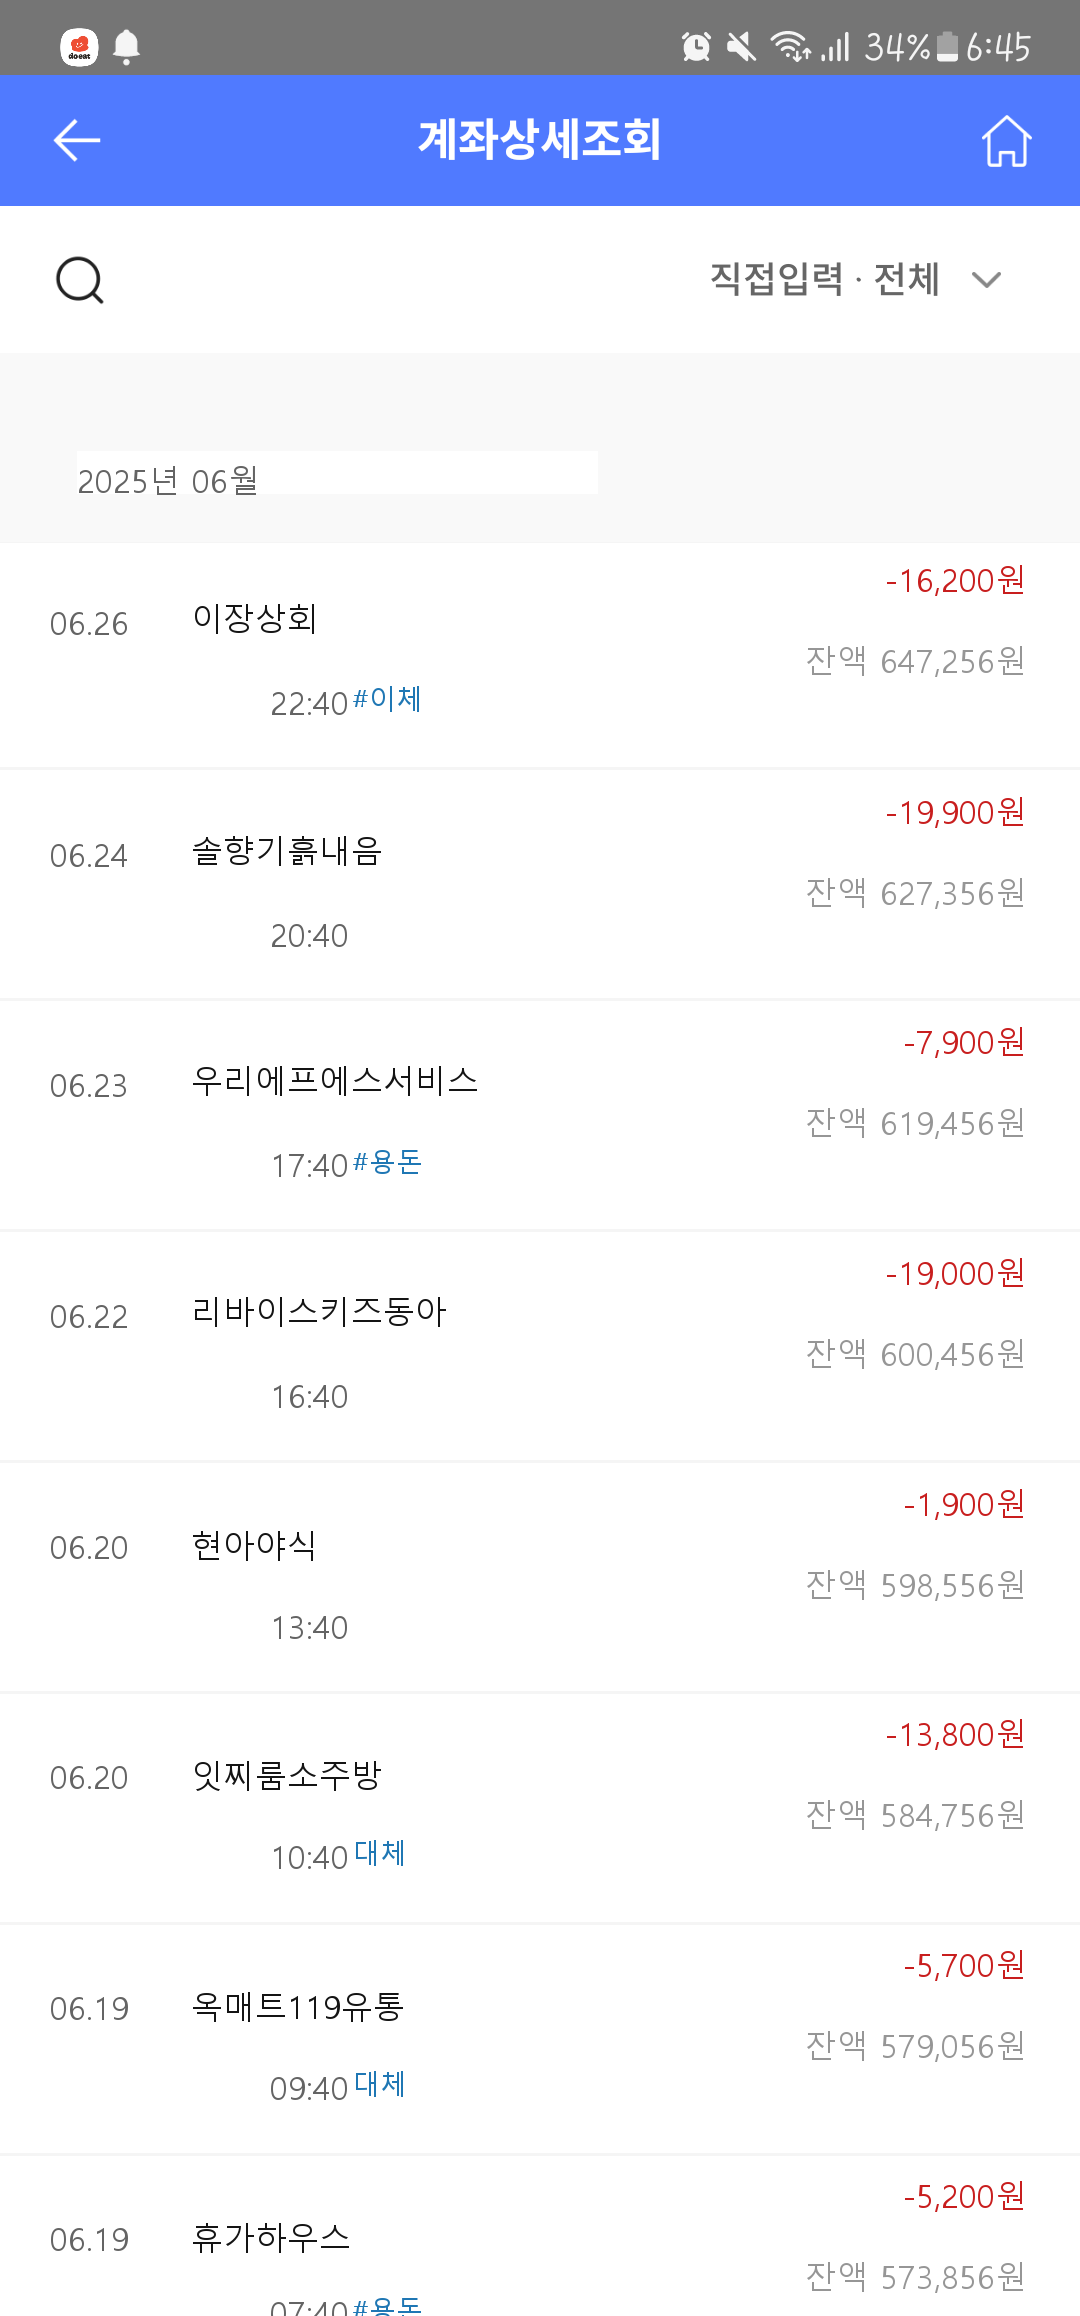 doeat
34% 6:45
계좌상세조회
직접입력 · 전체
2025년 06월
-16,200원
06.26 이장상회
잔액 647,256원
22:40 #이체
-19,900원
06.24 솔향기흙내음
잔액 627,356원
20:40
-7,900원
06.23 우리에프에스서비스
잔액 619,456원
17:40 #용돈
-19,000원
06.22 리바이스키즈동아
잔액 600,456원
16:40
-1,900원
06.20 현아야식
잔액 598,556원
13:40
-13,800원
06.20 잇찌룸소주방
잔액 584,756원
10:40 대체
-5,700원
06.19 옥매트119유통
잔액 579,056원
09:40 대체
-5,200원
06.19 휴가하우스
잔액 573,856원
07:40 #용돈